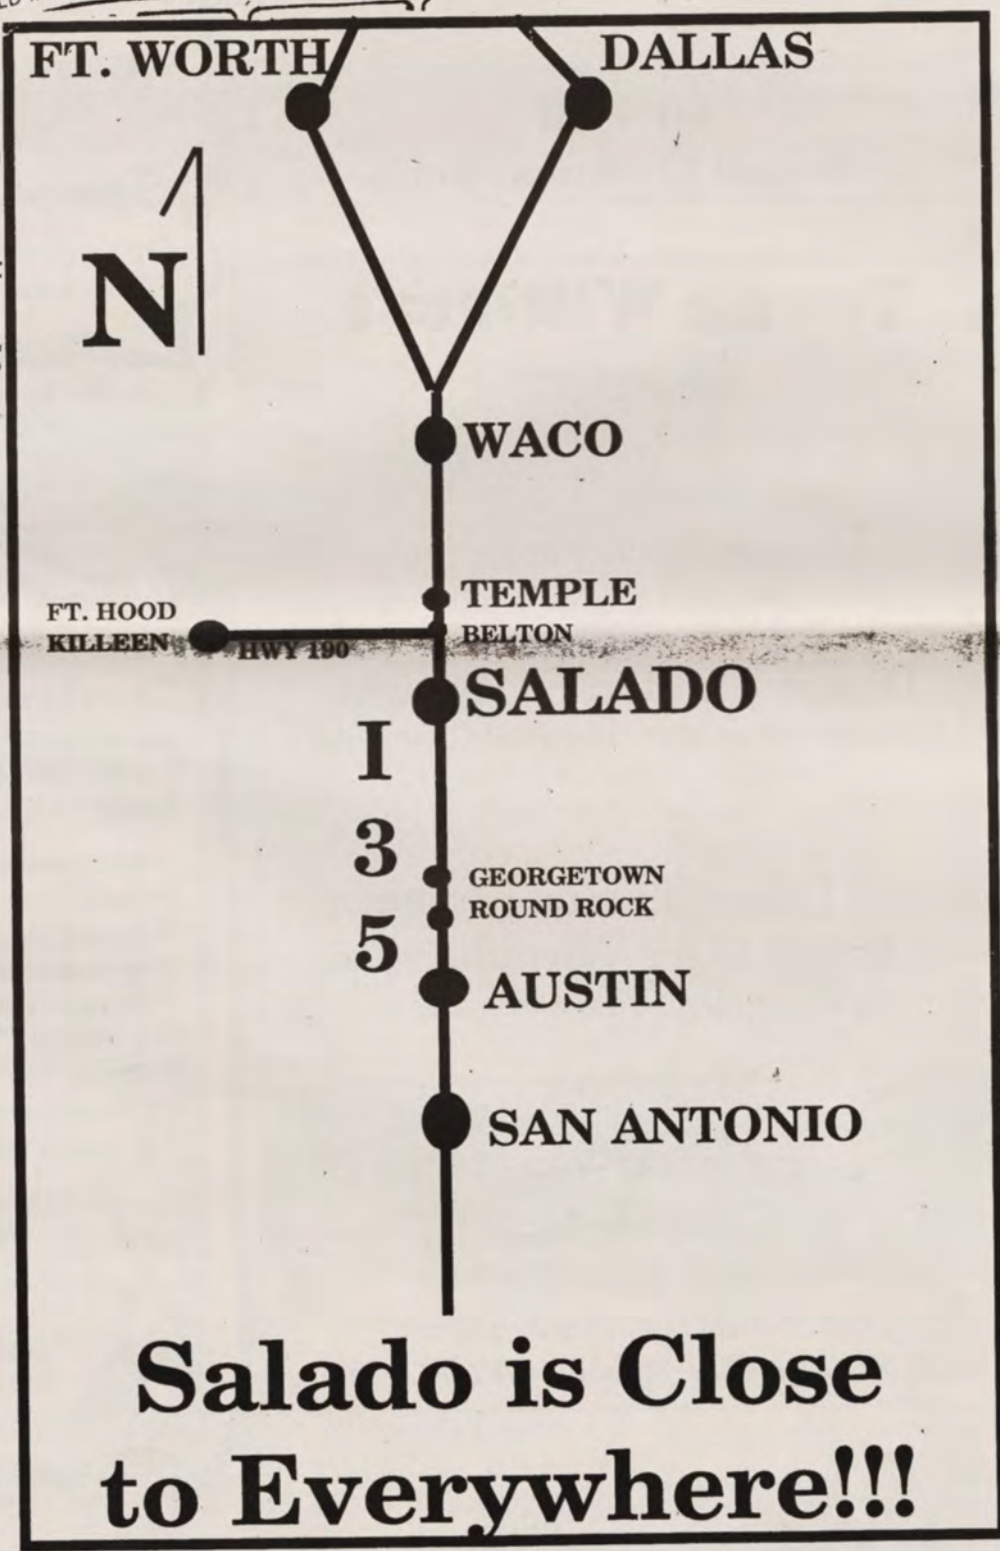 FT. WORTH
DALLAS
N
WACO
TEMPLE
FT. HOOD
KILLEEN
HWY 190
BELTON
SALADO
I
3
5
GEORGETOWN
ROUND ROCK
AUSTIN
SAN ANTONIO
Salado is Close
to Everywhere!!!